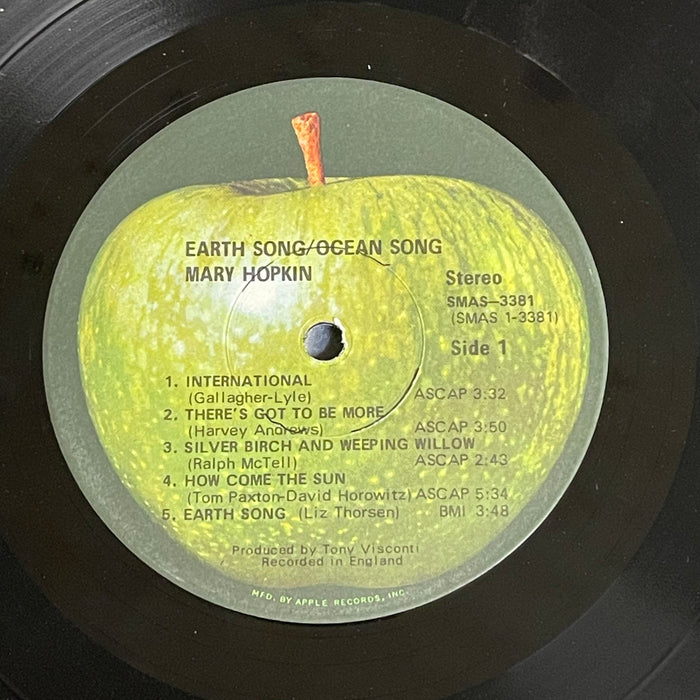 EARTH SONG/OCEAN SONG
MARY HOPKIN
Stereo
SMAS-3381
(SMAS 1-3381)
Side 1
1. INTERNATIONAL
(Gallagher-Lyle) ASCAP 3:32
2. THERE'S GOT TO BE MORE
(Harvey Andrews) ASCAP 3:50
3. SILVER BIRCH AND WEEPING WILLOW
(Ralph McTell) ASCAP 2:43
4. HOW COME THE SUN
(Tom Paxton-David Horowitz) ASCAP 5:34
5. EARTH SONG (Liz Thorsen) BMI 3:48
Produced by Tony Visconti
Recorded in England
MFD. BY APPLE RECORDS, INC.